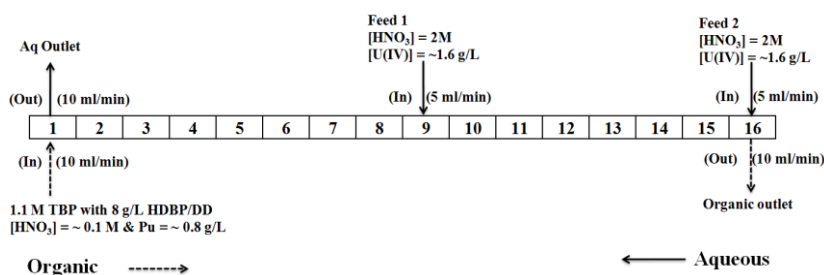 Feed 1
[HNO3] = 2M
[U(IV)] = ~1.6 g/L
Feed 2
[HNO3] = 2M
[U(IV)] = ~1.6 g/L
Aq Outlet
(Out) (10 ml/min)
(In) (5 ml/min)
(In) (5 ml/min)
1 2 3 4 5 6 7 8 9 10 11 12 13 14 15 16
(In) (10 ml/min)
(Out) (10 ml/min)
1.1 M TBP with 8 g/L HDBP/DD
[HNO3] = ~ 0.1 M & Pu = ~ 0.8 g/L
Organic outlet
Organic
Aqueous